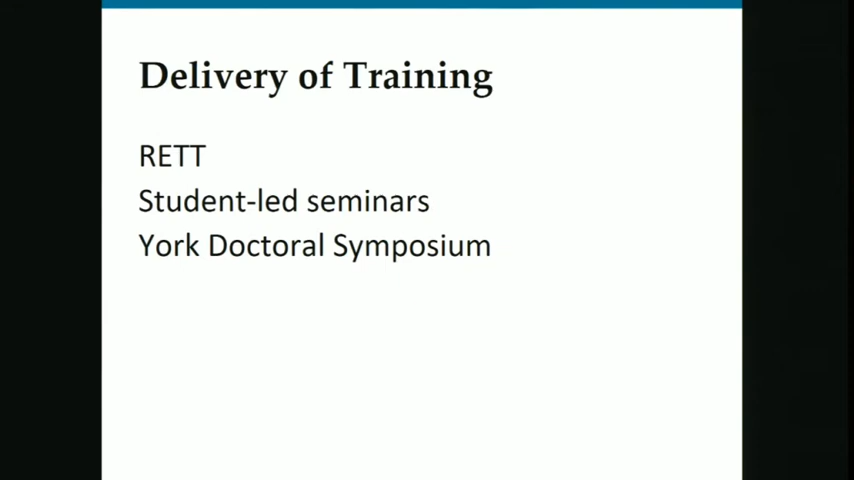 Delivery of Training
RETT
Student-led seminars
York Doctoral Symposium